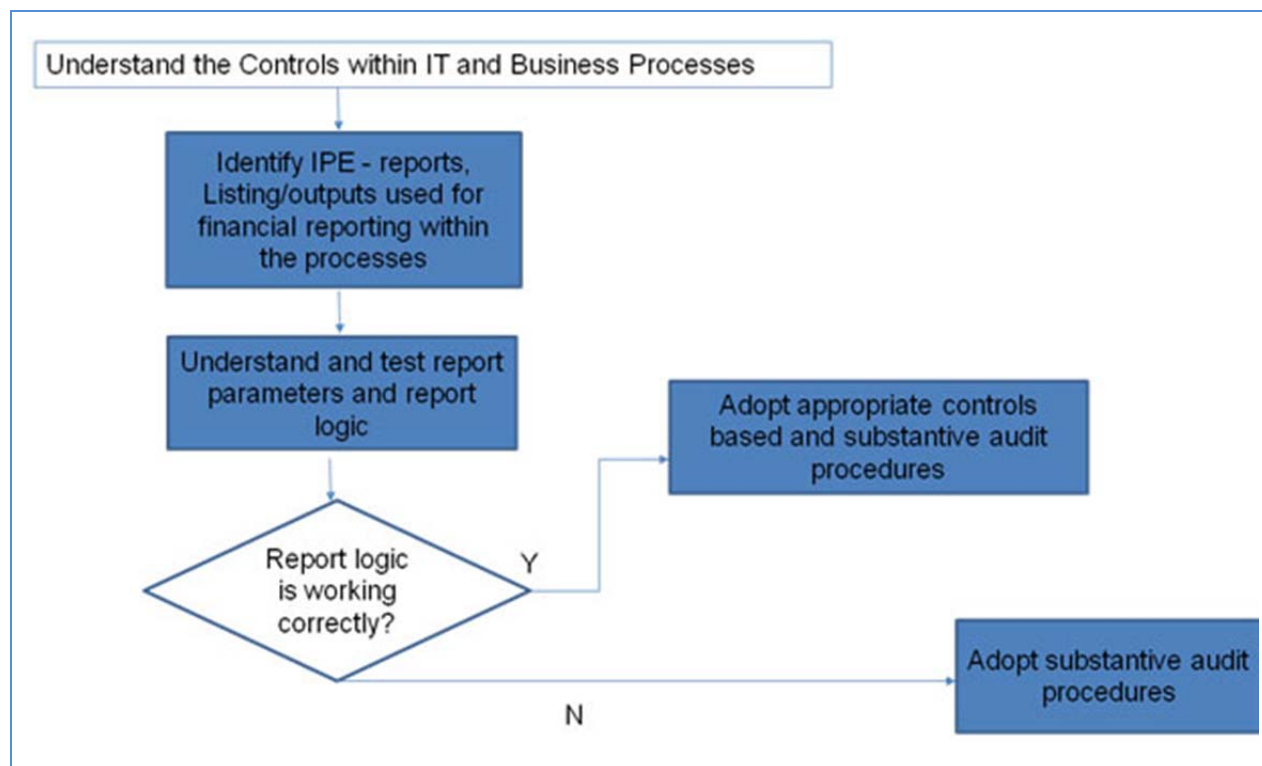 Understand the Controls within IT and Business Processes
Identify IPE - reports,
Listing/outputs used for
financial reporting within
the processes
Understand and test report
parameters and report
logic
Adopt appropriate controls
based and substantive audit
procedures
Report logic
is working
correctly?
Y
Adopt substantive audit
procedures
N